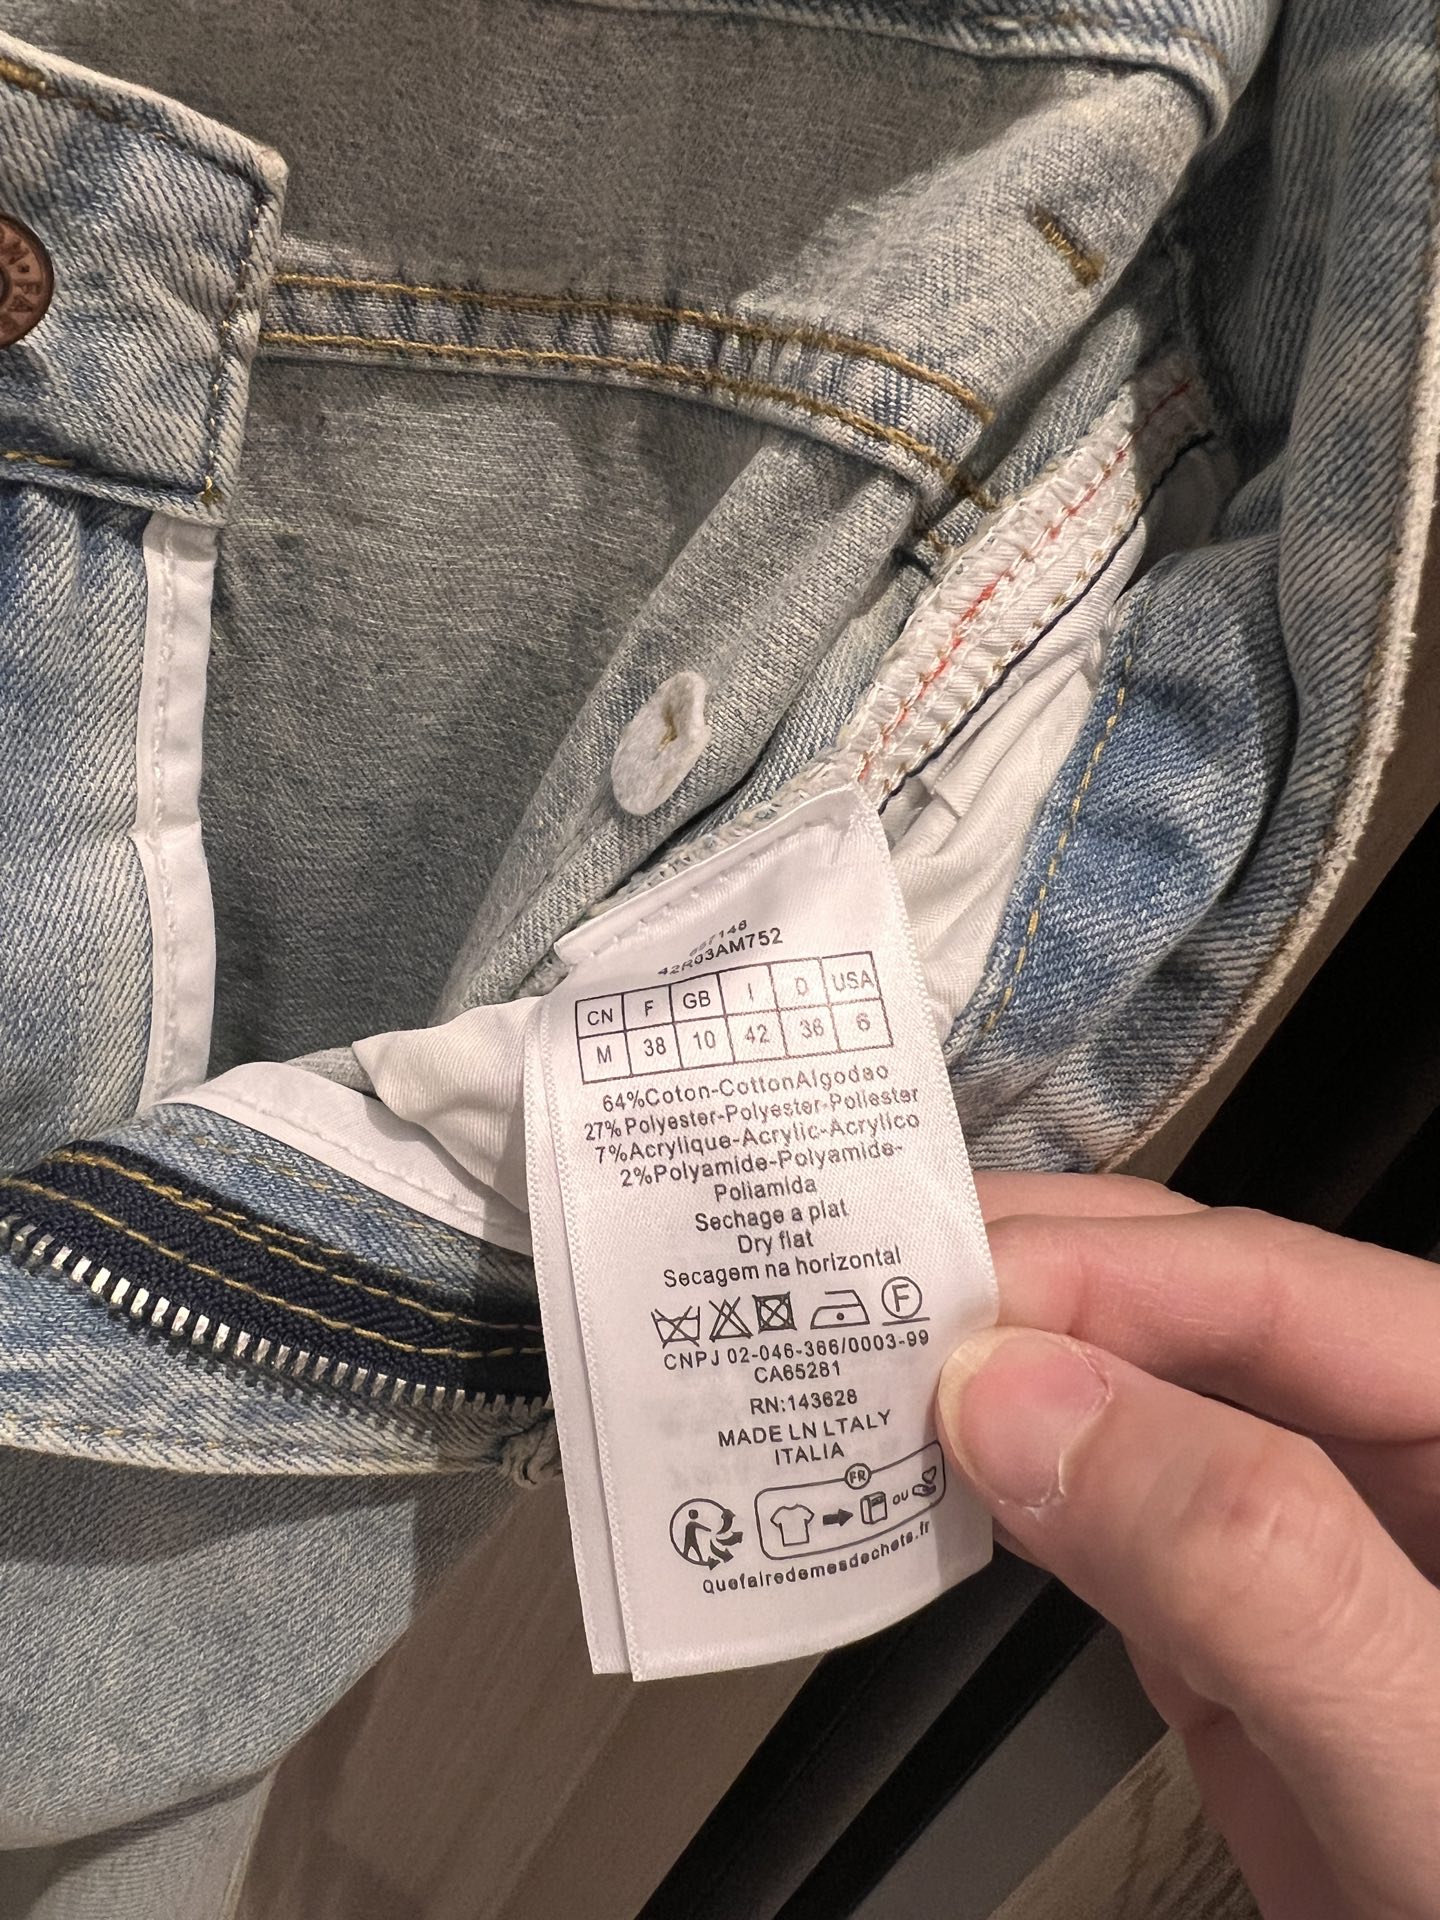 42R03AM752
CN F GB I D USA
M 38 10 42 36 6
64%Coton-CottonAlgodao
27%Polyester-Polyester-Poliester
7%Acrylique-Acrylic-Acrylico
2%Polyamide-Polyamide-
Poliamida
Sechage a plat
Dry flat
Secagem na horizontal
F
CNPJ 02-046-366/0003-99
CA65281
RN:143628
MADE LN LTALY
ITALIA
FR
OU
Quefairedemesdechets.fr